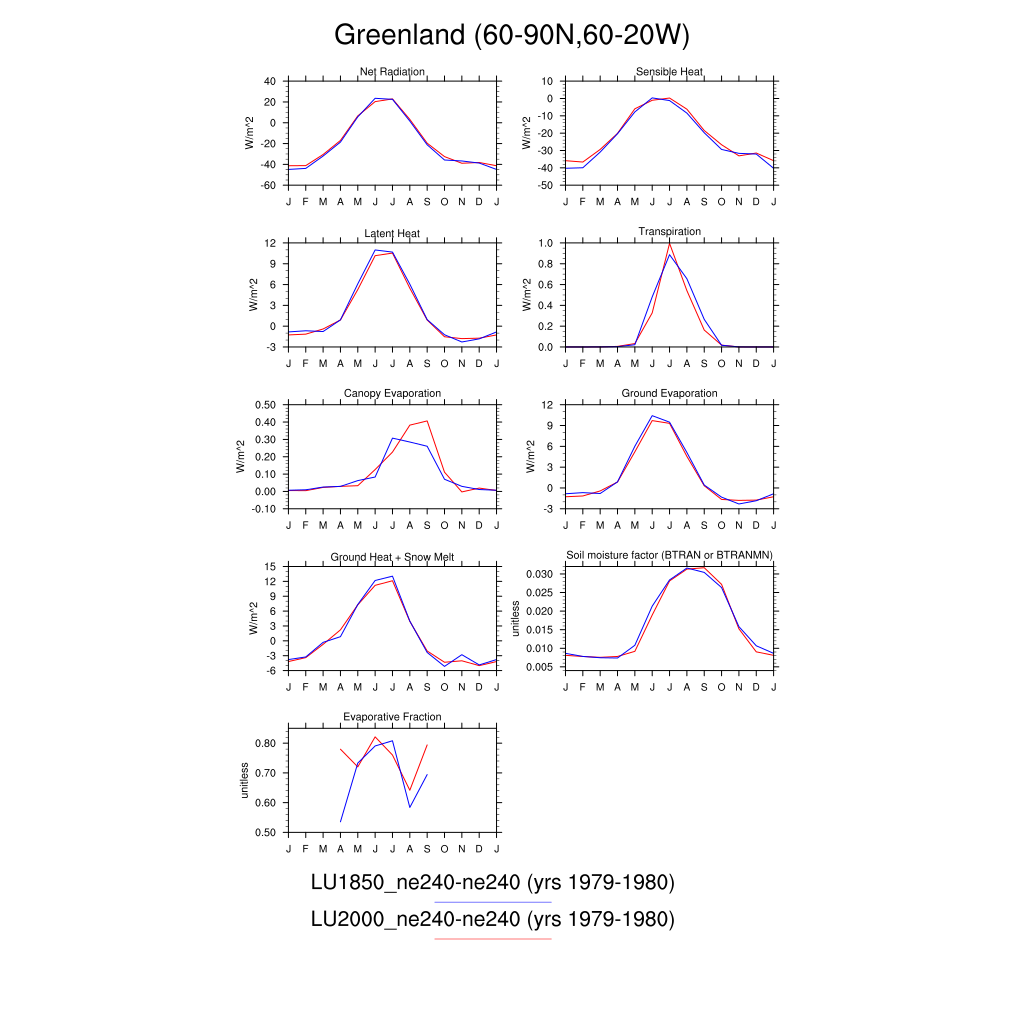 Greenland (60-90N,60-20W)
Net Radiation
W/m^2
40
20
0
-20
-40
-60
J F M A M J J A S O N D J
Sensible Heat
W/m^2
10
0
-10
-20
-30
-40
-50
J F M A M J J A S O N D J
Latent Heat
W/m^2
12
9
6
3
0
-3
J F M A M J J A S O N D J
Transpiration
W/m^2
1.0
0.8
0.6
0.4
0.2
0.0
J F M A M J J A S O N D J
Canopy Evaporation
W/m^2
0.50
0.40
0.30
0.20
0.10
0.00
-0.10
J F M A M J J A S O N D J
Ground Evaporation
W/m^2
12
9
6
3
0
-3
J F M A M J J A S O N D J
Ground Heat + Snow Melt
W/m^2
15
12
9
6
3
0
-3
-6
J F M A M J J A S O N D J
Soil moisture factor (BTRAN or BTRANMN)
unitless
0.030
0.025
0.020
0.015
0.010
0.005
J F M A M J J A S O N D J
Evaporative Fraction
unitless
0.80
0.70
0.60
0.50
J F M A M J J A S O N D J
LU1850_ne240-ne240 (yrs 1979-1980)
LU2000_ne240-ne240 (yrs 1979-1980)